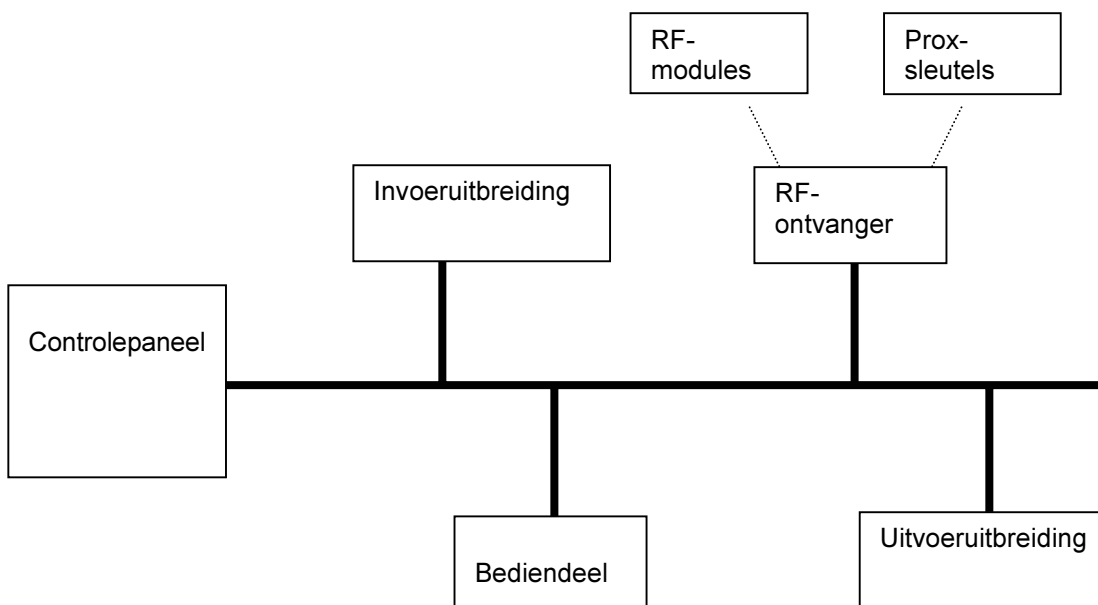 RF-
modules
Prox-
sleutels
Invoeruitbreiding
RF-
ontvanger
Controlepaneel
Bediendeel
Uitvoeruitbreiding